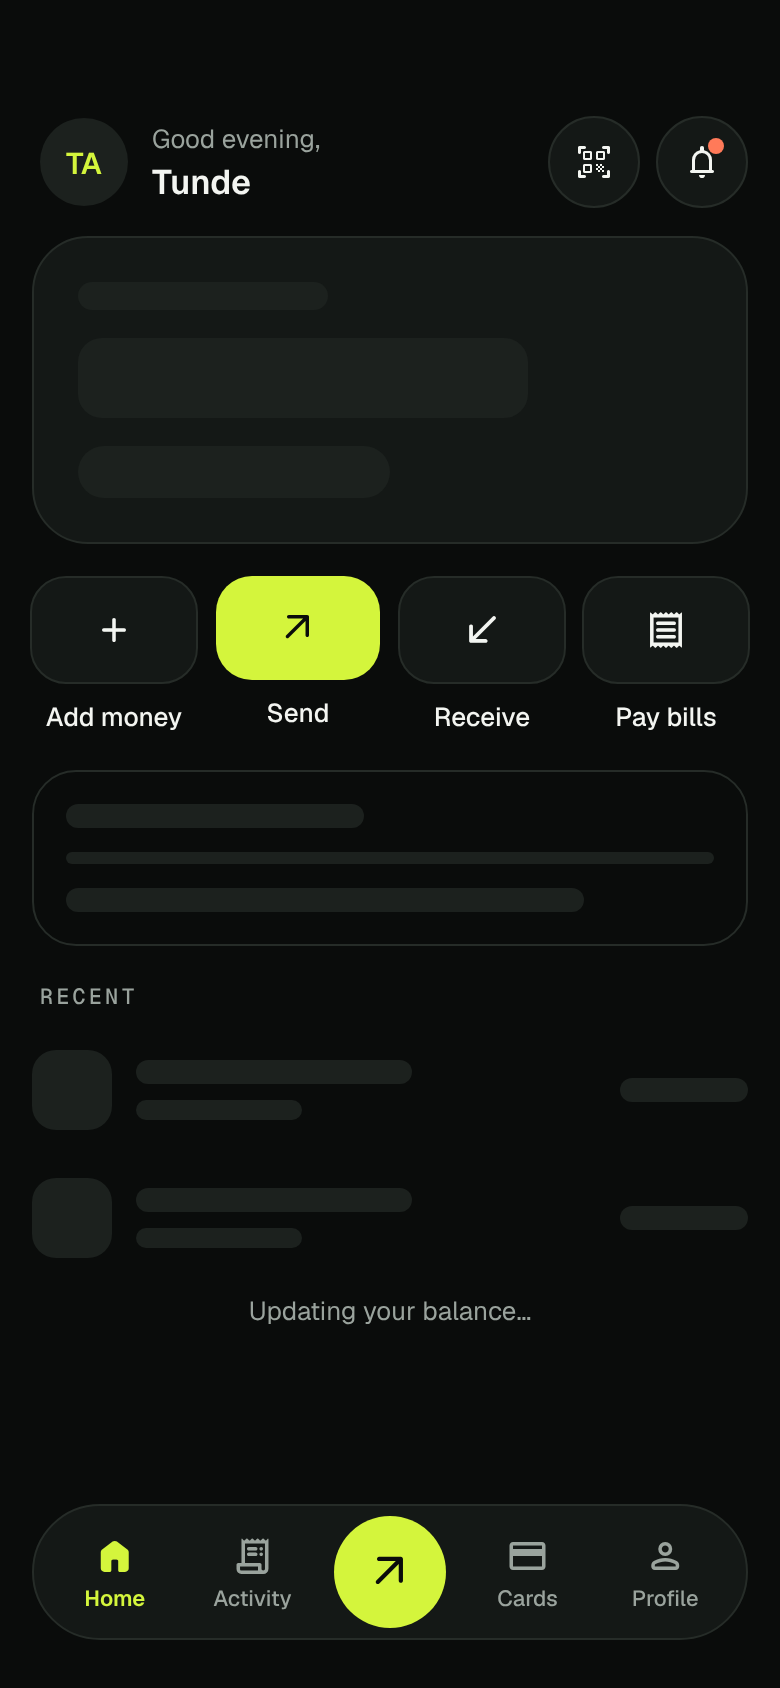 TA
Good evening,
Tunde
Add money
Send
Receive
Pay bills
RECENT
Updating your balance…
Home
Activity
Cards
Profile